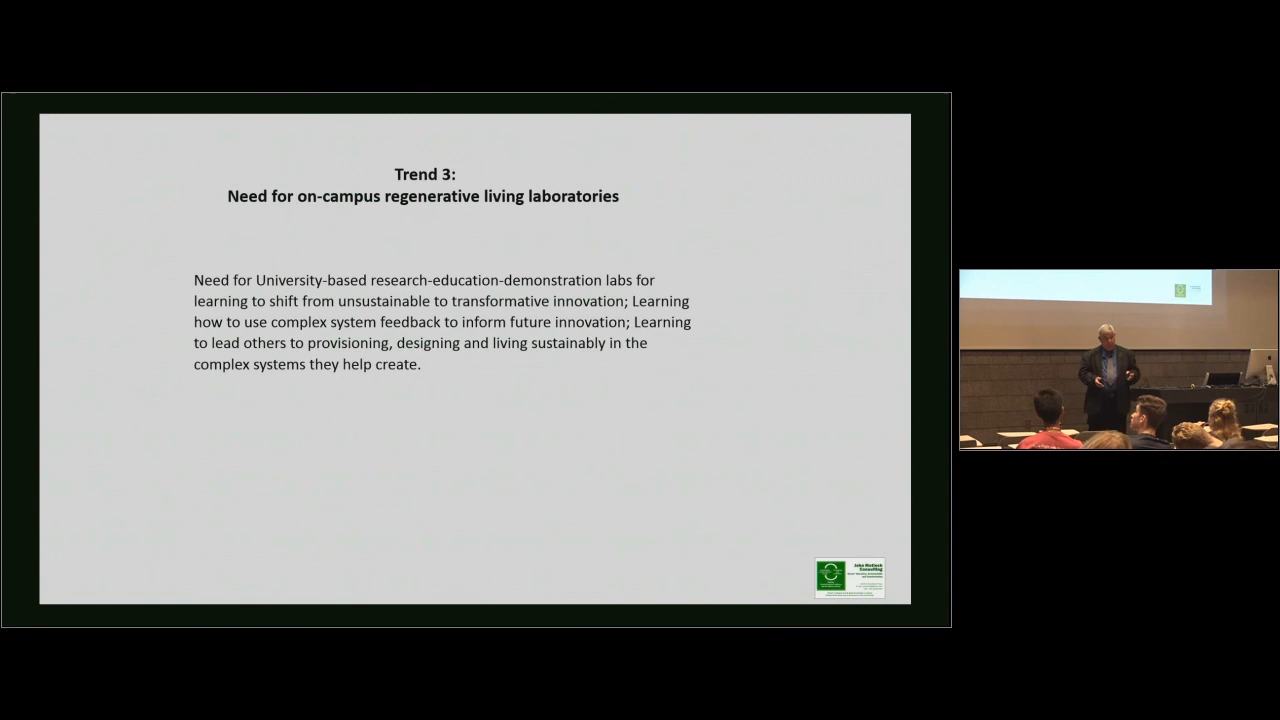 Trend 3:
Need for on-campus regenerative living laboratories
Need for University-based research-education-demonstration labs for
learning to shift from unsustainable to transformative innovation; Learning
how to use complex system feedback to inform future innovation; Learning
to lead others to provisioning, designing and living sustainably in the
complex systems they help create.
Consulting